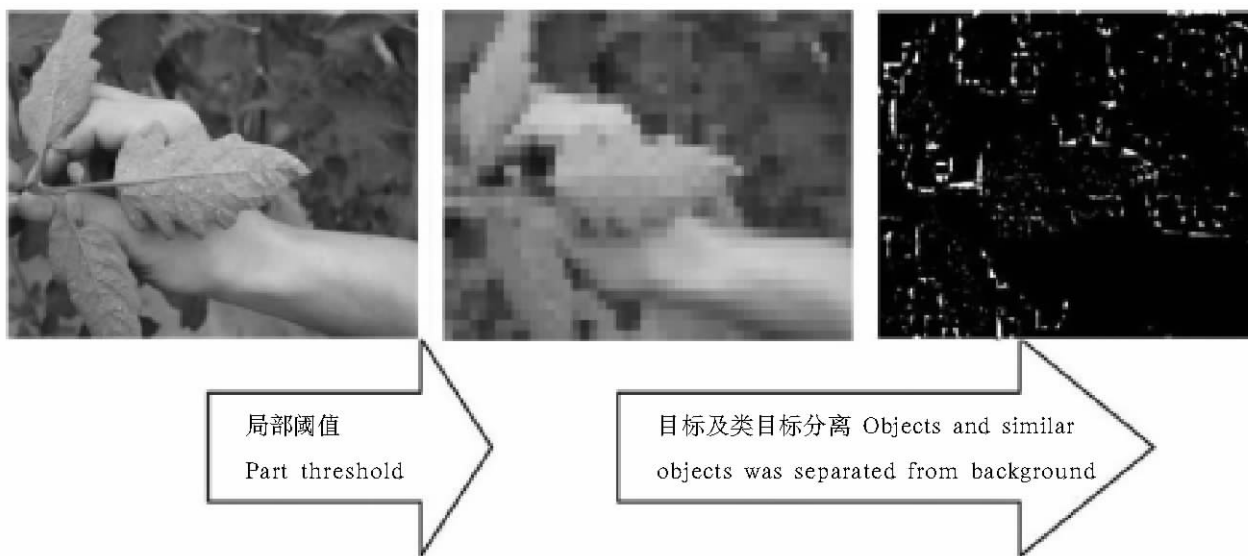 局部阈值
Part threshold
目标及类目标分离 Objects and similar
objects was separated from background